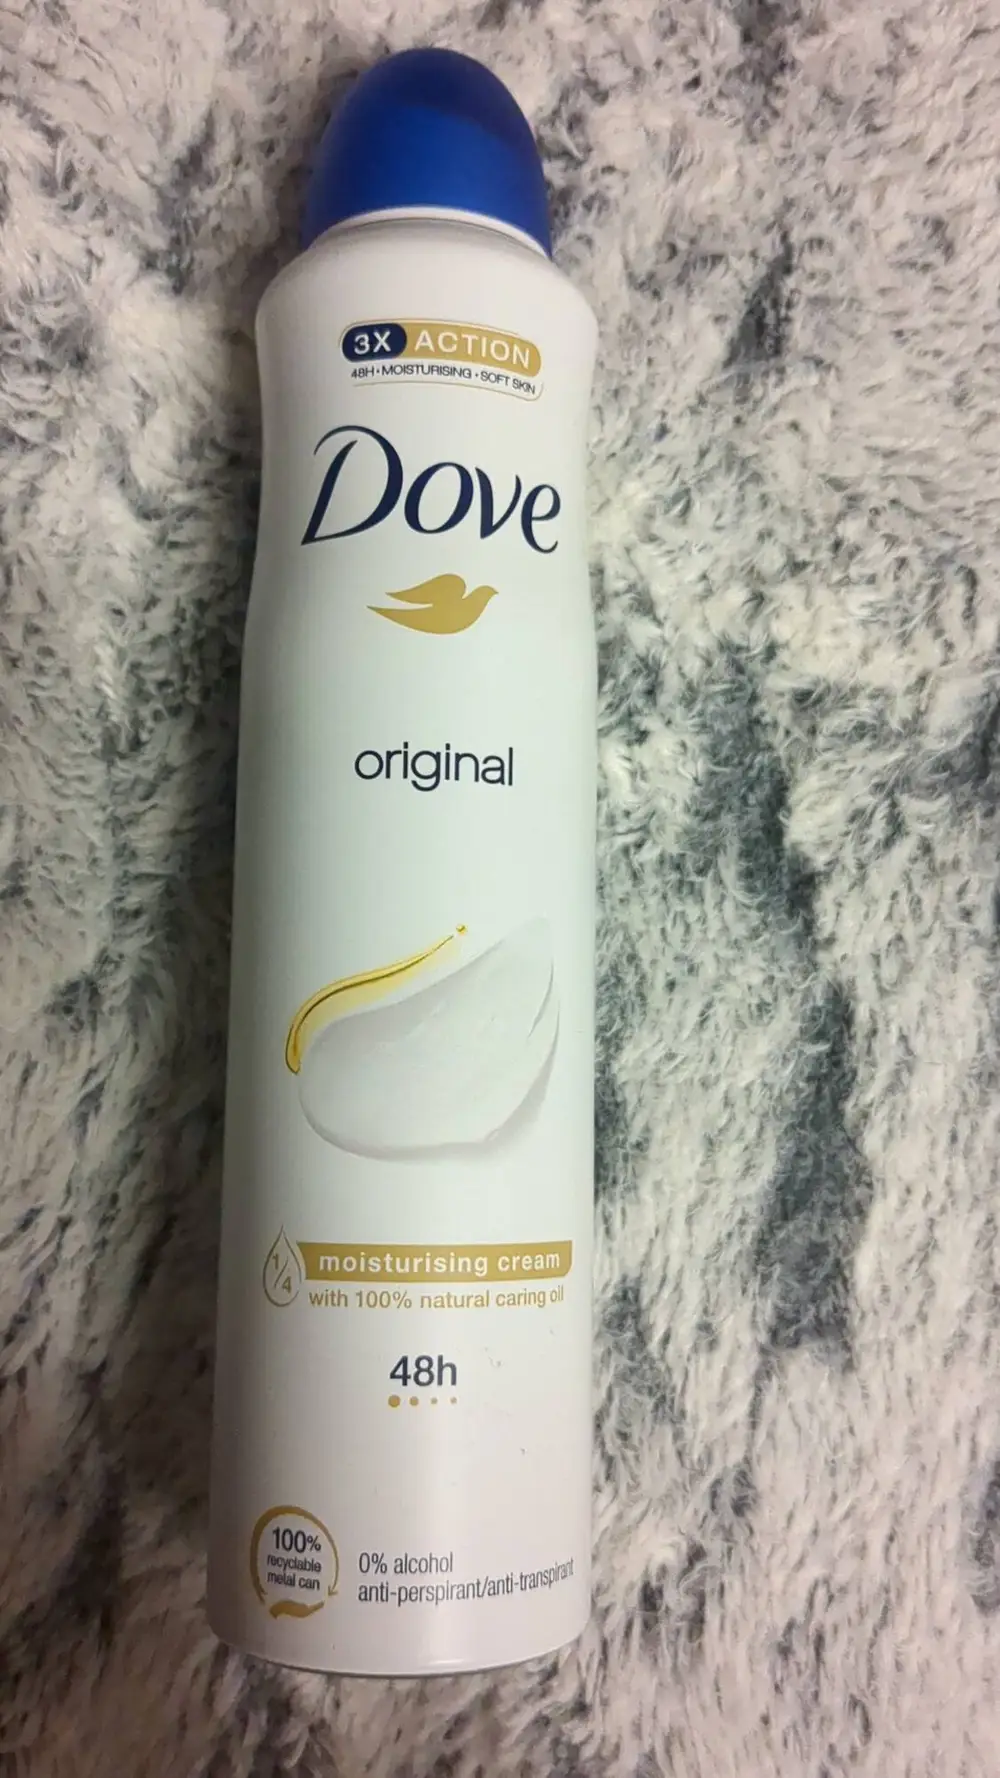 3X ACTION
48H • MOISTURISING • SOFT SKIN
Dove
original
1/4
moisturising cream
with 100% natural caring oil
48h
100%
recyclable
metal can
0% alcohol
anti-perspirant/anti-transpirant